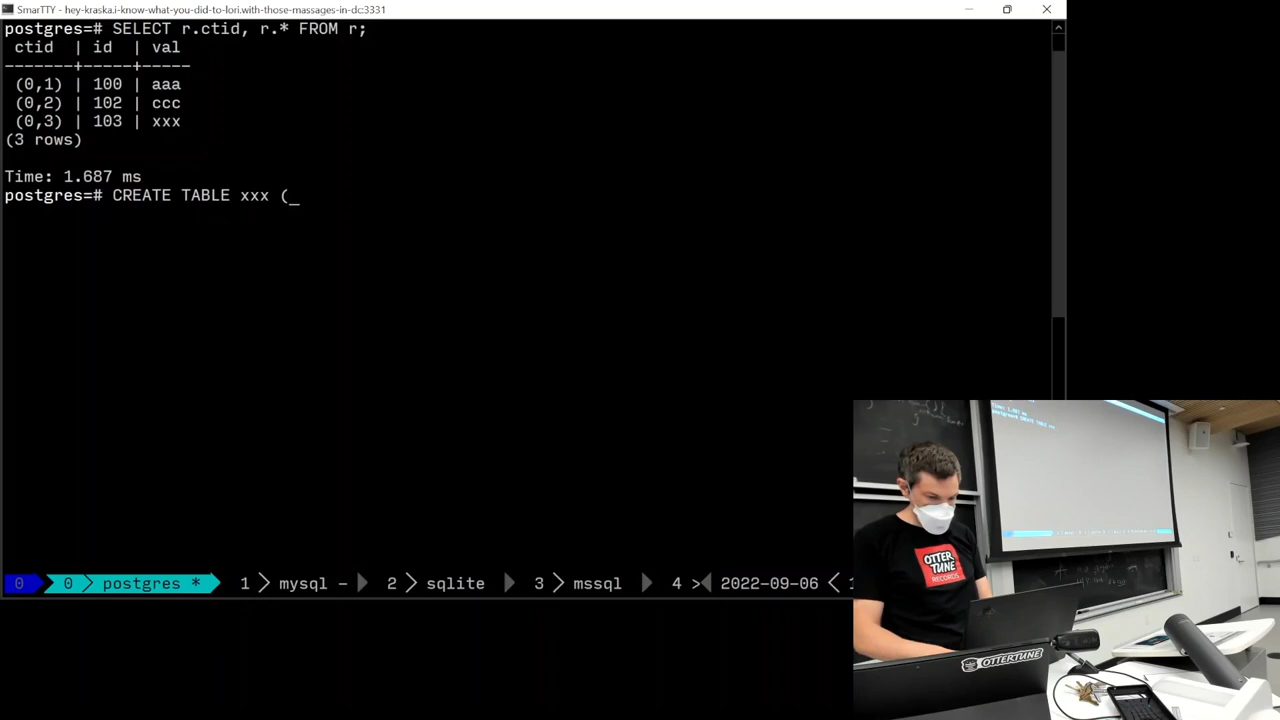 SmarTTY - hey-kraska.i-know-what-you-did-to-lori.with-those-massages-in-dc:3331
postgres=# SELECT r.ctid, r.* FROM r;
ctid | id | val
-------+-----+-----
(0,1) | 100 | aaa
(0,2) | 102 | ccc
(0,3) | 103 | xxx
(3 rows)
Time: 1.687 ms
postgres=# CREATE TABLE xxx (_
0 0 postgres * 1 mysql - 2 sqlite 3 mssql 4 > 2022-09-06
OTTER
TUNE
RECORDS
OTTERTUNE